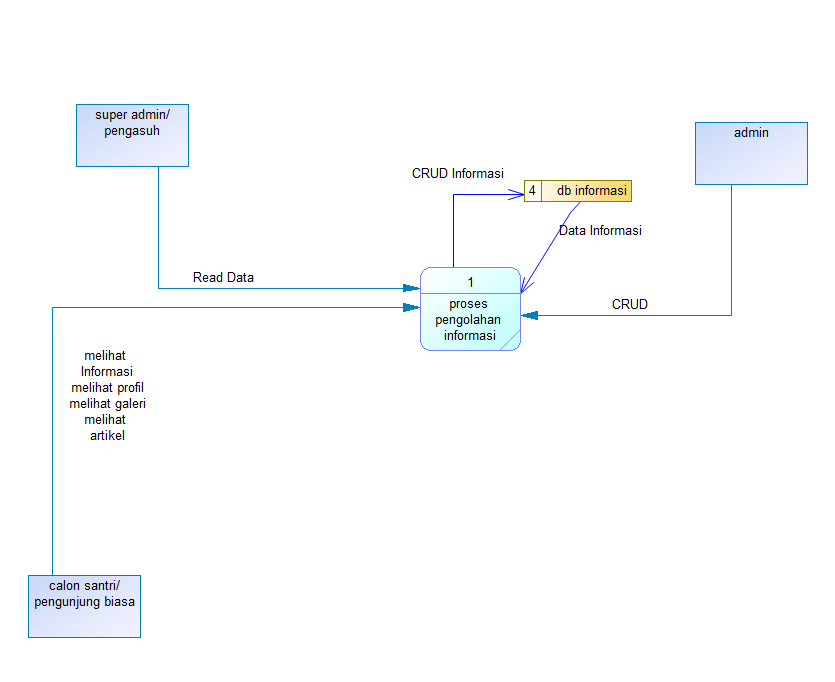 super admin/
pengasuh
admin
CRUD Informasi
4 db informasi
Data Informasi
Read Data
1
proses
pengolahan
informasi
CRUD
melihat
Informasi
melihat profil
melihat galeri
melihat
artikel
calon santri/
pengunjung biasa